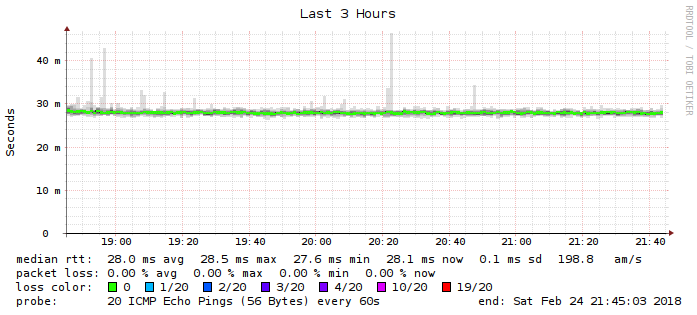 Last 3 Hours
RRDTOOL / TOBI OETIKER
Seconds
40 m
30 m
20 m
10 m
0
19:00 19:20 19:40 20:00 20:20 20:40 21:00 21:20 21:40
median rtt: 28.0 ms avg 28.5 ms max 27.6 ms min 28.1 ms now 0.1 ms sd 198.8 am/s
packet loss: 0.00 % avg 0.00 % max 0.00 % min 0.00 % now
loss color: 0 1/20 2/20 3/20 4/20 10/20 19/20
probe: 20 ICMP Echo Pings (56 Bytes) every 60s end: Sat Feb 24 21:45:03 2018